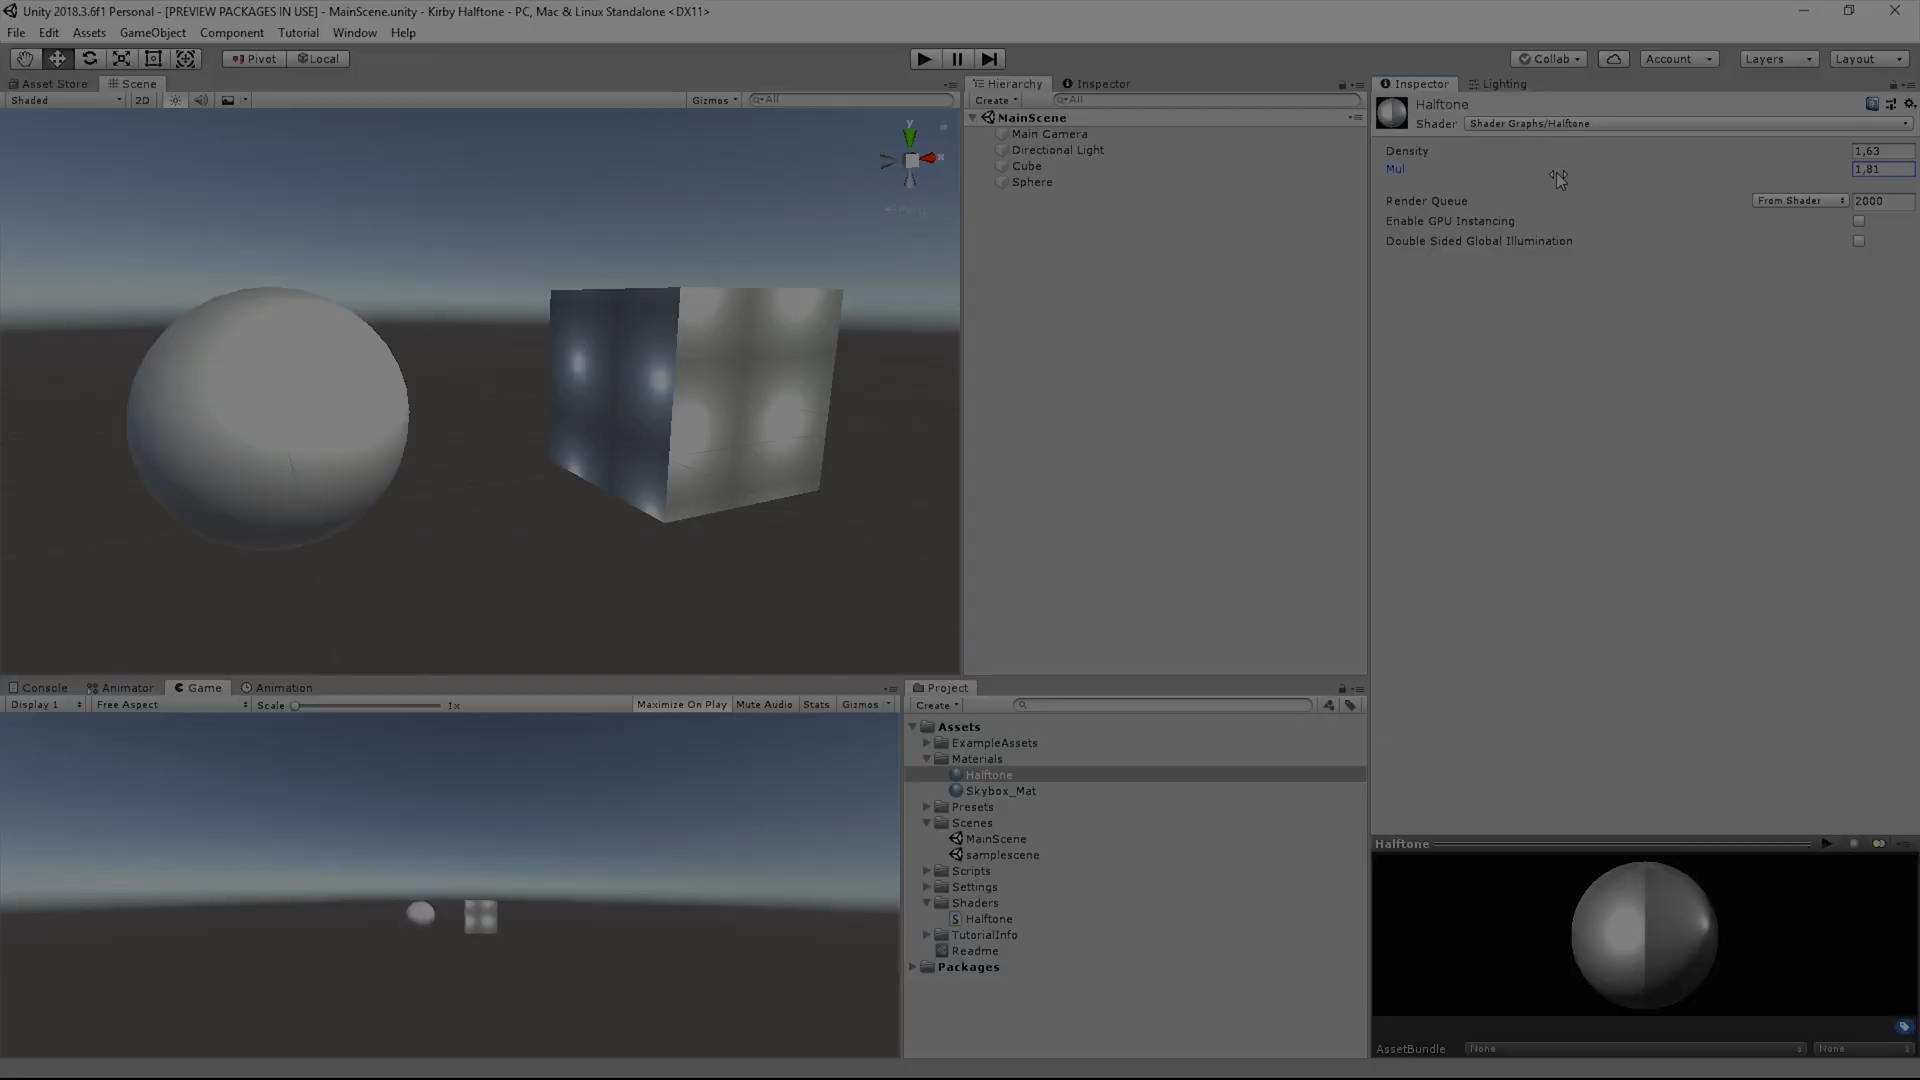 Unity 2018.3.6f1 Personal - [PREVIEW PACKAGES IN USE] - MainScene.unity - Kirby Halftone - PC, Mac & Linux Standalone <DX11>
File Edit Assets GameObject Component Tutorial Window Help
Pivot Local Collab Account Layers Layout
Asset Store Scene
Shaded 2D Gizmos All
y
x
Persp
Hierarchy Inspector
Create All
MainScene
Main Camera
Directional Light
Cube
Sphere
Inspector Lighting
Halftone
Shader Shader Graphs/Halftone
Density 1,63
Mul 1,81
Render Queue From Shader 2000
Enable GPU Instancing
Double Sided Global Illumination
Console Animator Game Animation
Display 1 Free Aspect Scale 1x Maximize On Play Mute Audio Stats Gizmos
Project
Create
Assets
ExampleAssets
Materials
Halftone
Skybox_Mat
Presets
Scenes
MainScene
samplescene
Scripts
Settings
Shaders
Halftone
TutorialInfo
Readme
Packages
Halftone
AssetBundle None None